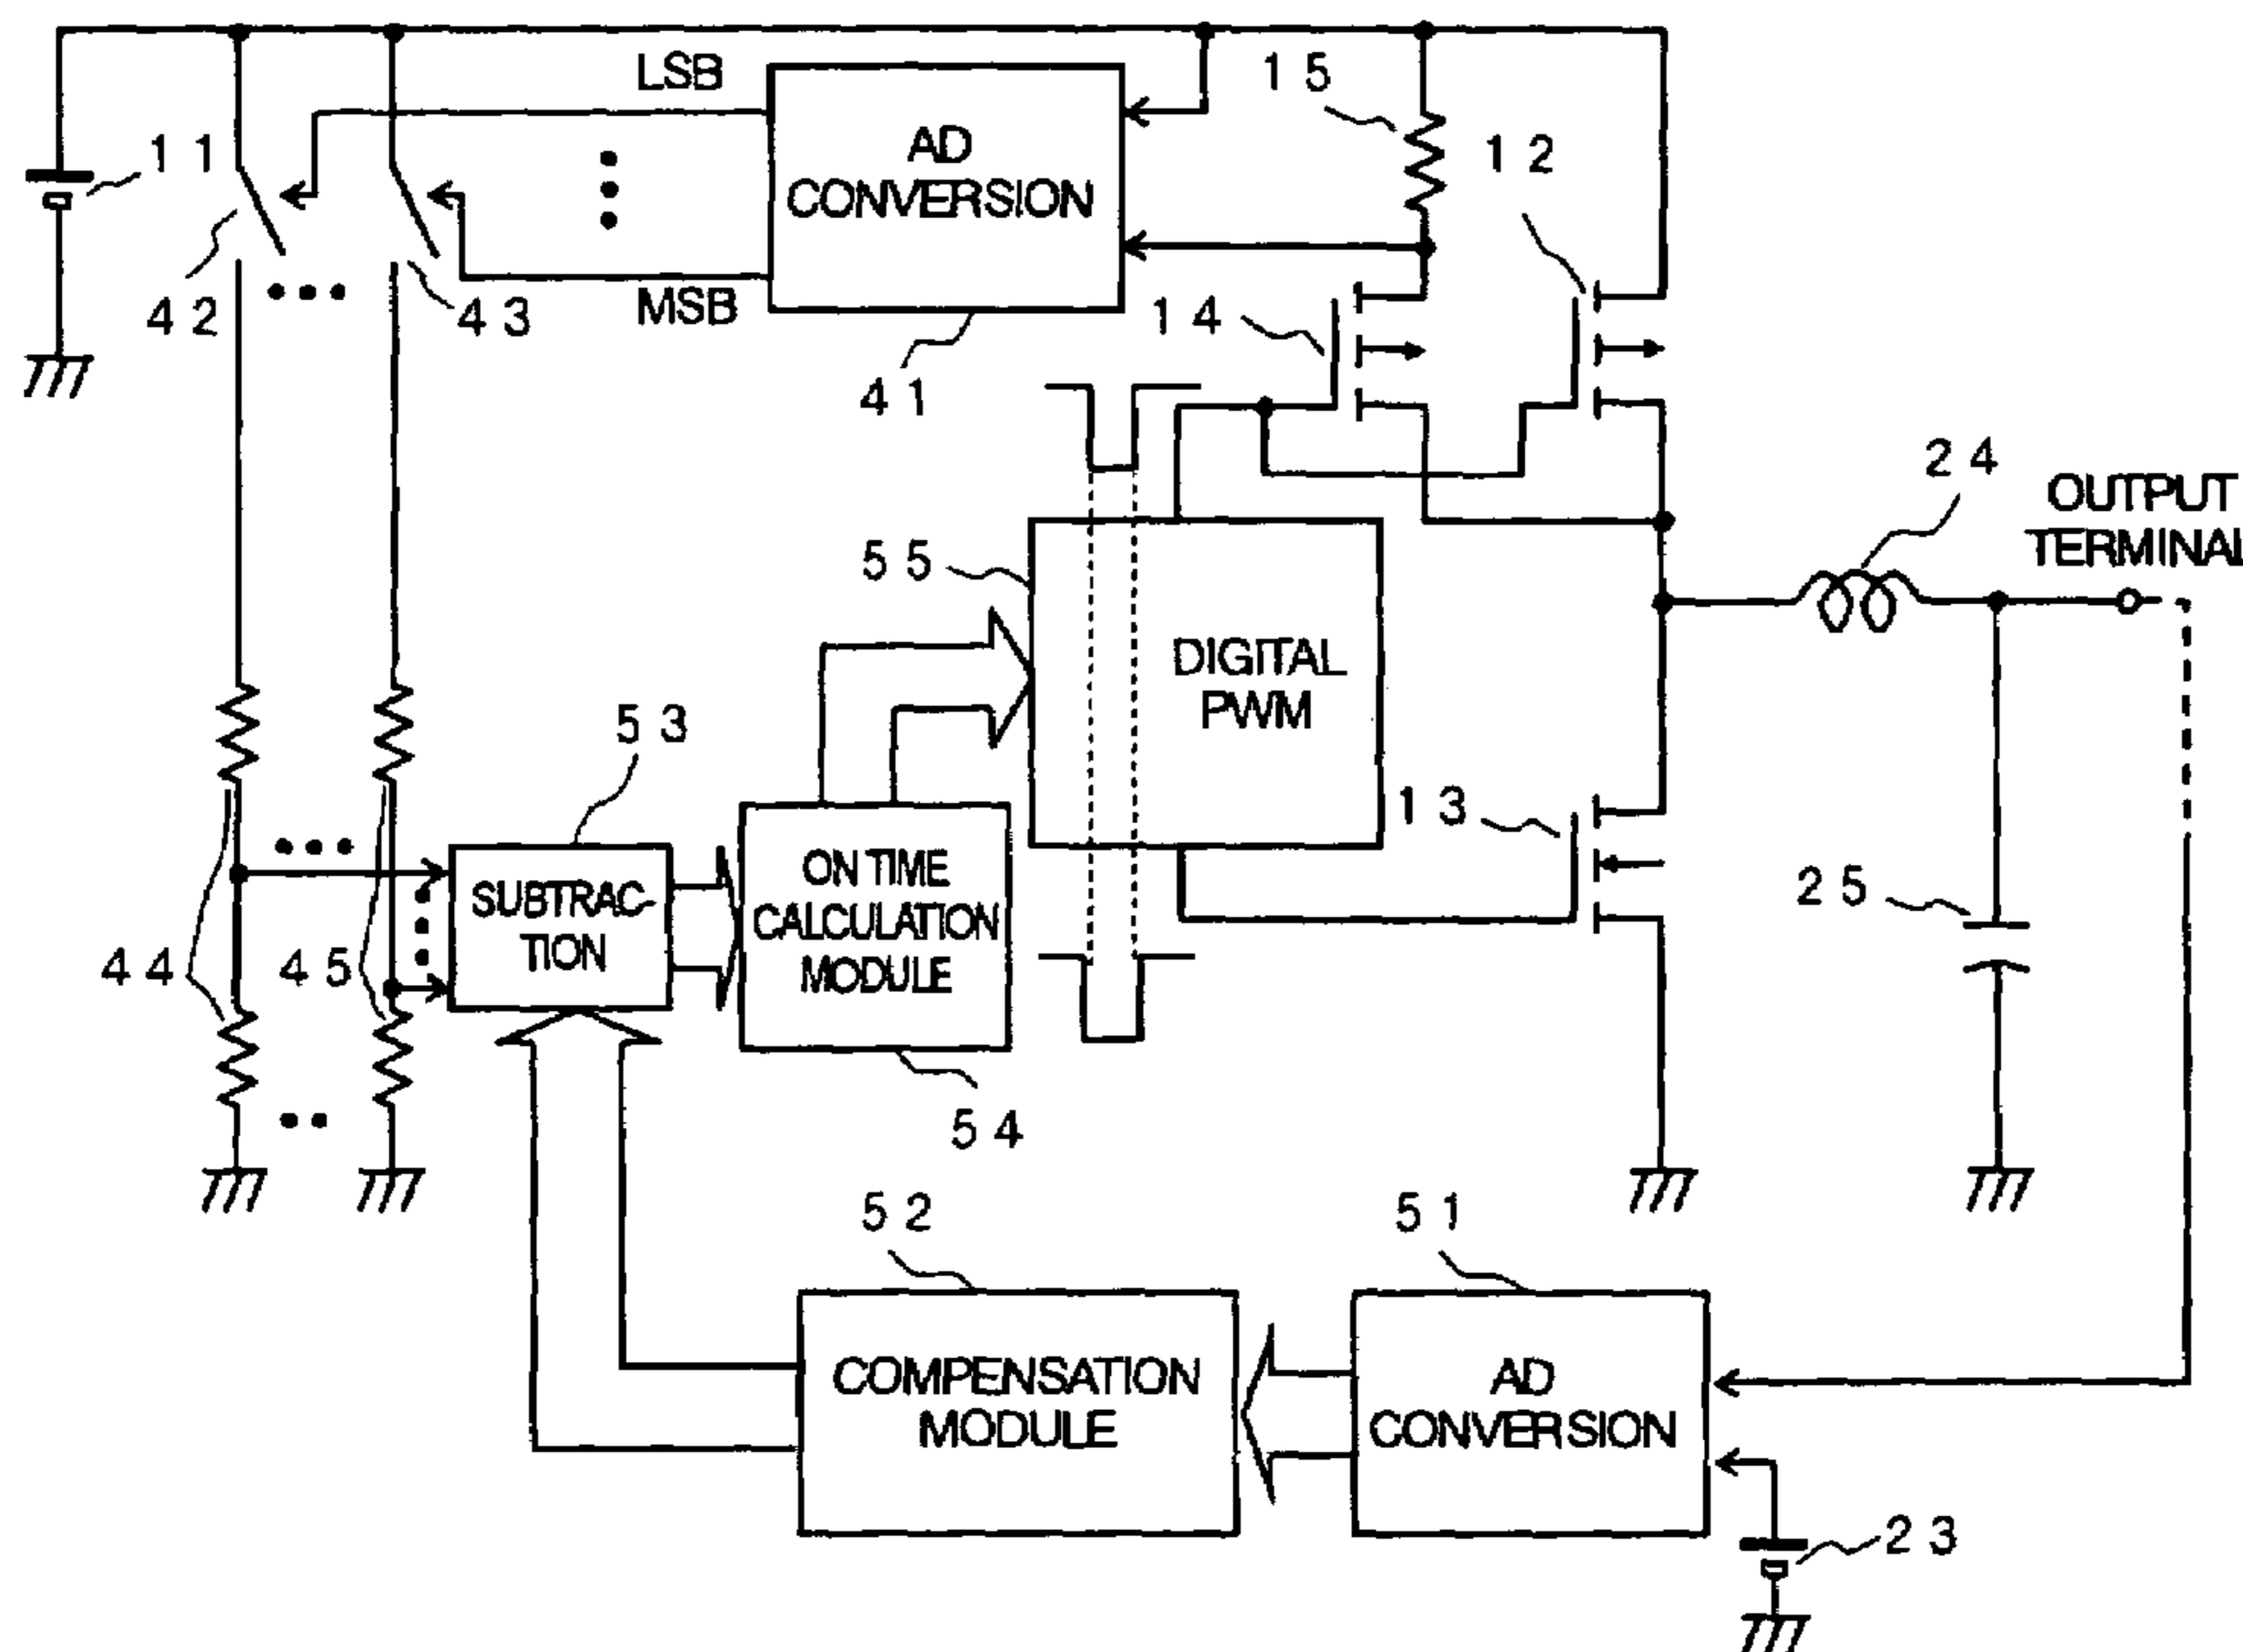 LSB
15
11
AD
CONVERSION
12
42
43
MSB
14
41
24
OUTPUT
TERMINAL
55
DIGITAL
PWM
53
13
ON TIME
CALCULATION
MODULE
SUBTRAC-
TION
25
44
45
54
52
51
COMPENSATION
MODULE
AD
CONVERSION
23